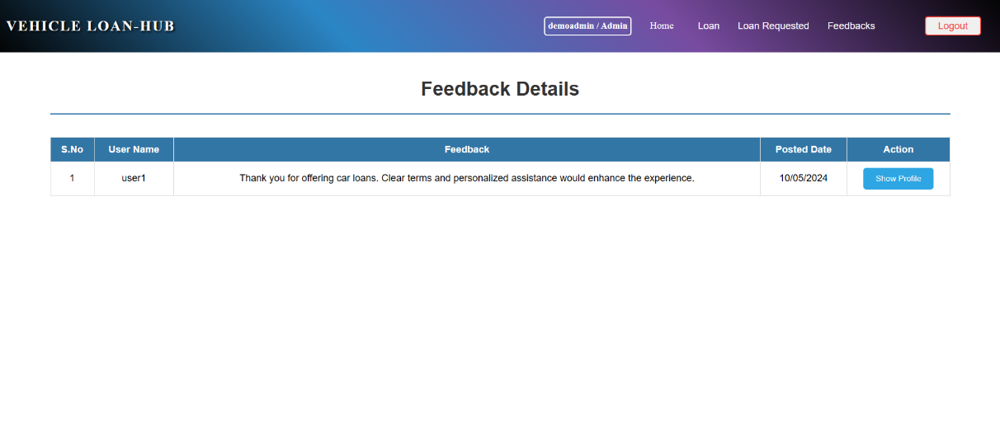 VEHICLE LOAN-HUB
demoadmin / Admin Home Loan Loan Requested Feedbacks Logout
Feedback Details
S.No User Name Feedback Posted Date Action
1 user1 Thank you for offering car loans. Clear terms and personalized assistance would enhance the experience. 10/05/2024 Show Profile